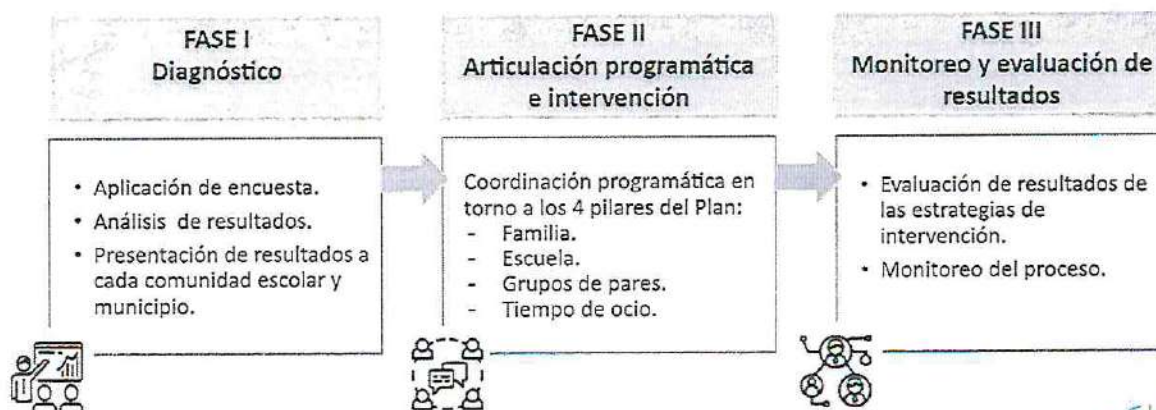 FASE I
Diagnóstico
• Aplicación de encuesta.
• Análisis de resultados.
• Presentación de resultados a
cada comunidad escolar y
municipio.
FASE II
Articulación programática
e intervención
Coordinación programática en
torno a los 4 pilares del Plan:
- Familia.
- Escuela.
- Grupos de pares.
- Tiempo de ocio.
FASE III
Monitoreo y evaluación de
resultados
• Evaluación de resultados de
las estrategias de
intervención.
• Monitoreo del proceso.